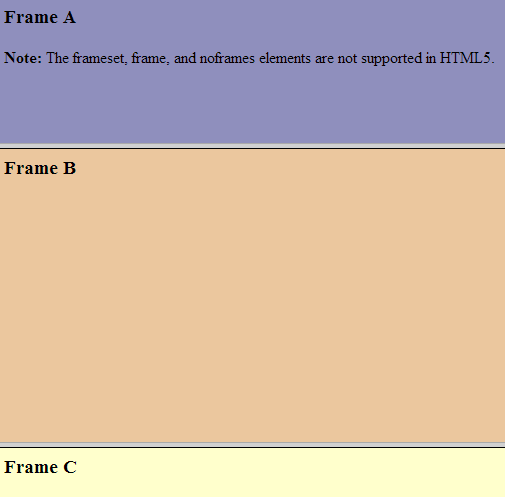 Frame A
Note: The frameset, frame, and noframes elements are not supported in HTML5.
Frame B
Frame C